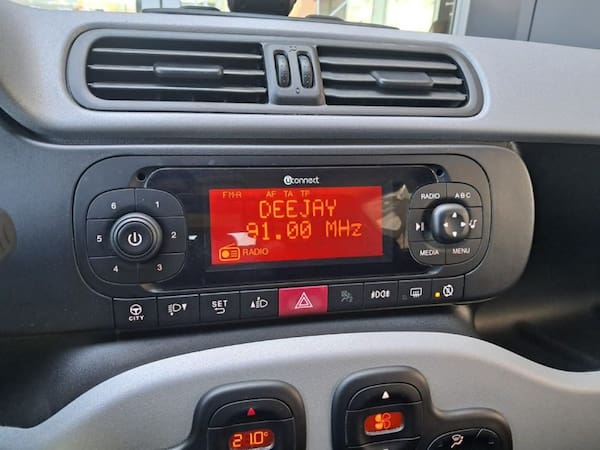 uconnect
FM-A AF TA TP
DEEJAY
91.00 MHz
RADIO
6 1
5 2
4 3
RADIO ABC
MEDIA MENU
CITY
SET
21.0°